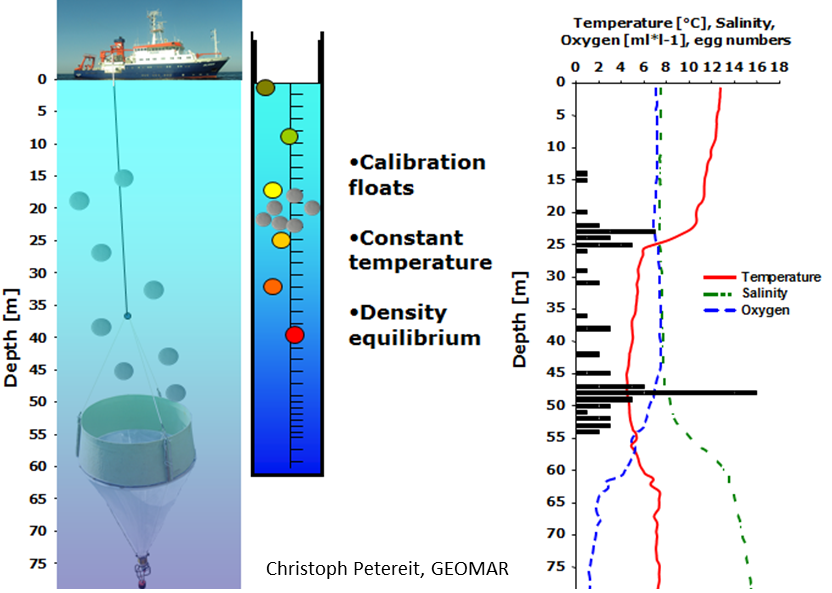 Depth [m]
0
5
10
15
20
25
30
35
40
45
50
55
60
65
70
75
•Calibration
floats
•Constant
temperature
•Density
equilibrium
Christoph Petereit, GEOMAR
Temperature [°C], Salinity,
Oxygen [ml*l-1], egg numbers
0 2 4 6 8 10 12 14 16 18
Depth [m]
0
5
10
15
20
25
30
35
40
45
50
55
60
65
70
75
Temperature
Salinity
Oxygen